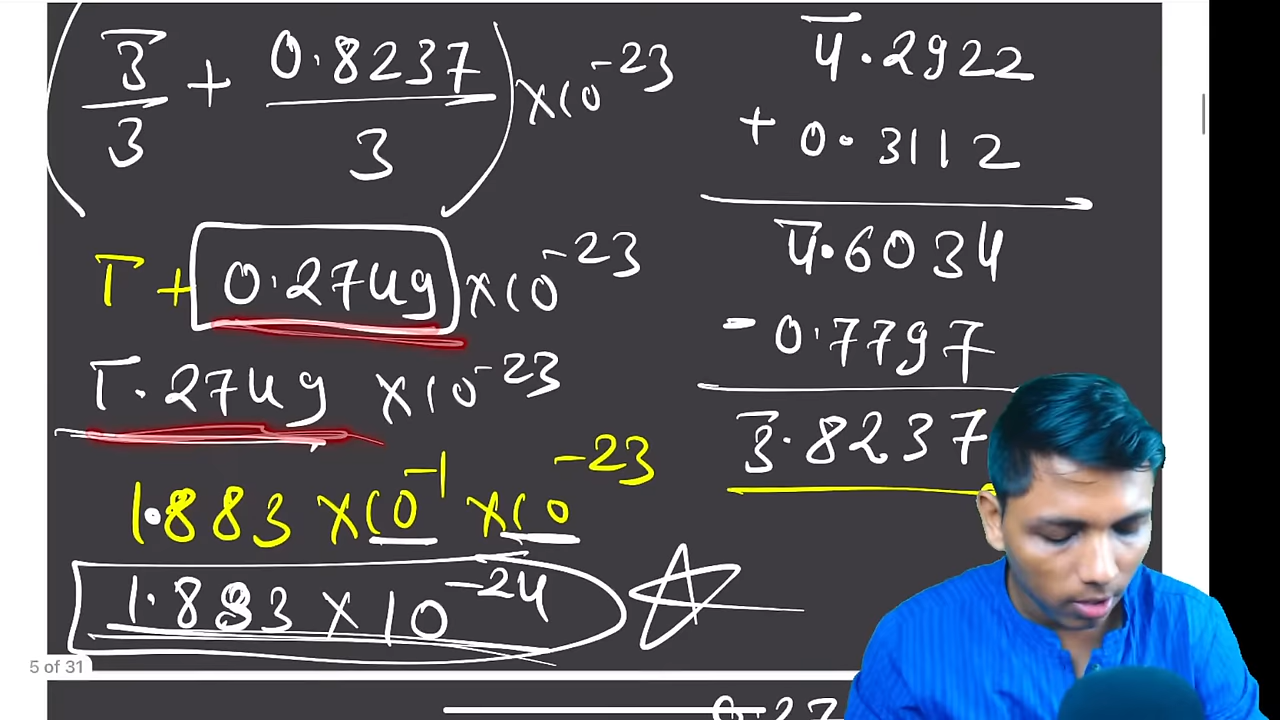 ( 3̅/3 + 0.8237/3 ) ×10⁻²³
1̅ + 0.2749 ×10⁻²³
1̅.2749 ×10⁻²³
1.883 ×10⁻¹ ×10⁻²³
1.883 × 10⁻²⁴
4̅.2922
+ 0.3112
4̅.6034
- 0.7797
3̅.8237
5 of 31
0.27